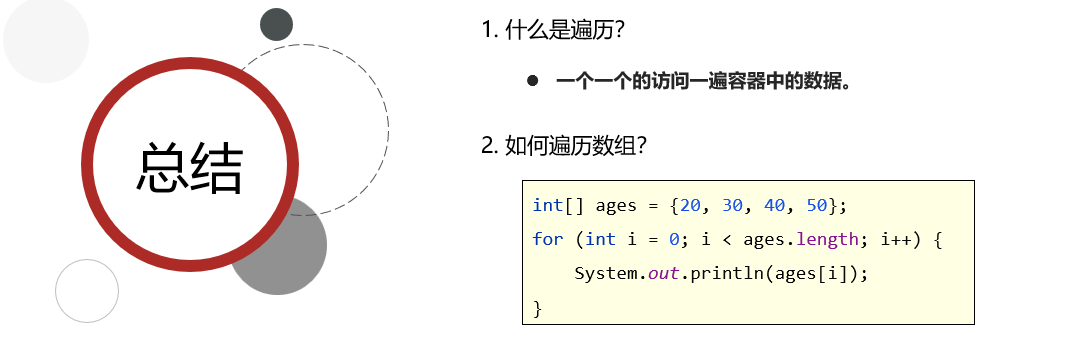 总结
1. 什么是遍历？
● 一个一个的访问一遍容器中的数据。
2. 如何遍历数组？
int[] ages = {20, 30, 40, 50};
for (int i = 0; i < ages.length; i++) {
    System.out.println(ages[i]);
}